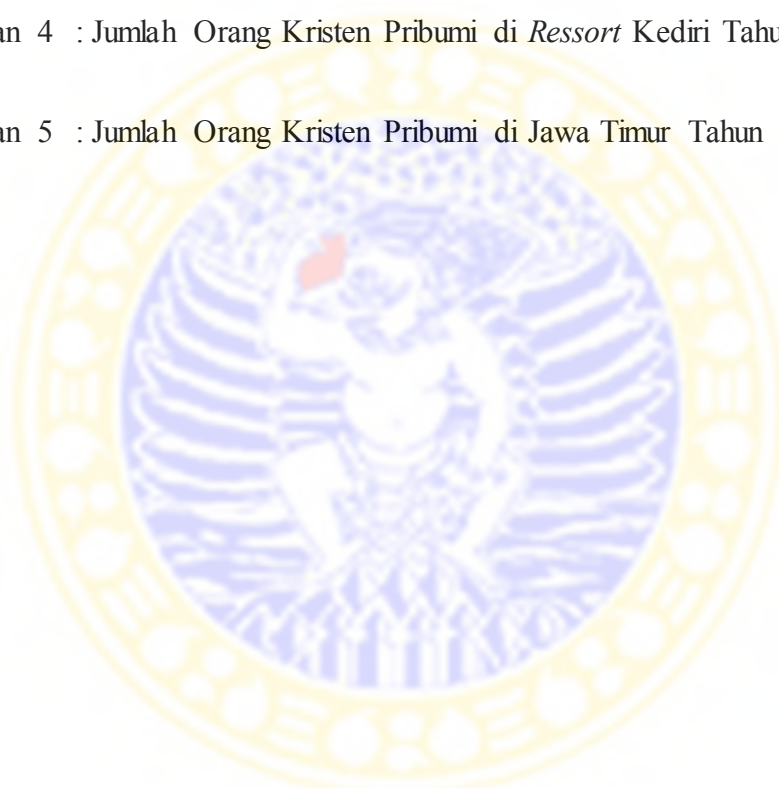 an 4 : Jumlah Orang Kristen Pribumi di Ressort Kediri Tahu
an 5 : Jumlah Orang Kristen Pribumi di Jawa Timur Tahun